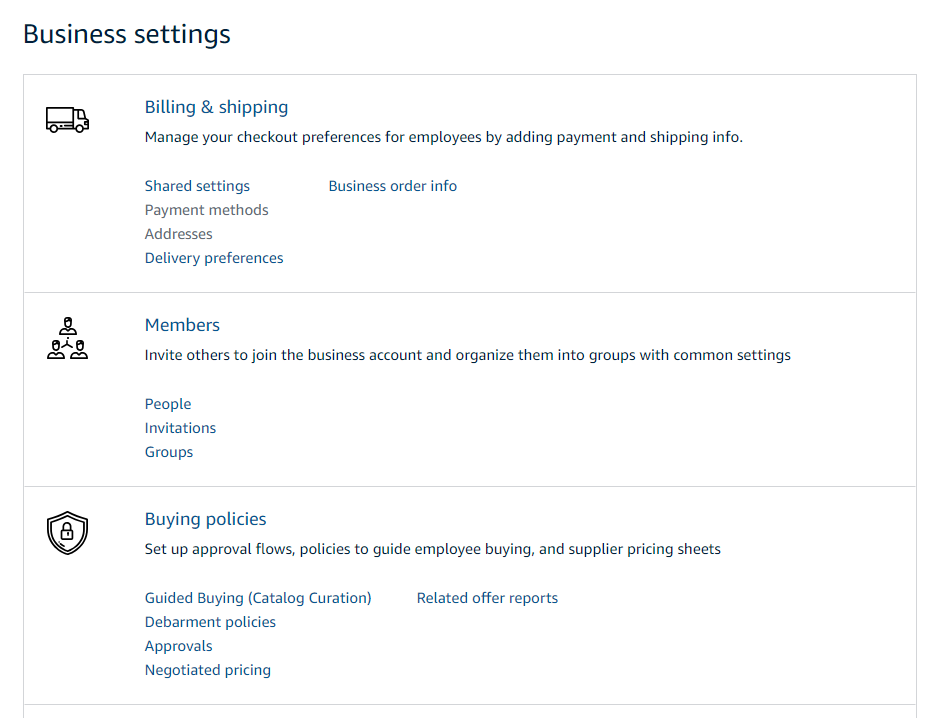 Business settings
Billing & shipping
Manage your checkout preferences for employees by adding payment and shipping info.
Shared settings
Payment methods
Addresses
Delivery preferences
Business order info
Members
Invite others to join the business account and organize them into groups with common settings
People
Invitations
Groups
Buying policies
Set up approval flows, policies to guide employee buying, and supplier pricing sheets
Guided Buying (Catalog Curation)
Debarment policies
Approvals
Negotiated pricing
Related offer reports